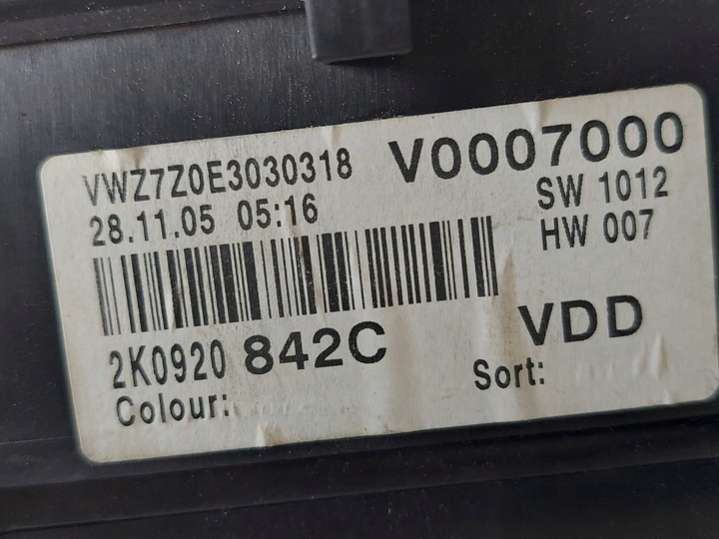 VWZ7Z0E3030318 V0007000
28.11.05 05:16 SW 1012
HW 007
2K0920 842C VDD
Colour: Sort: